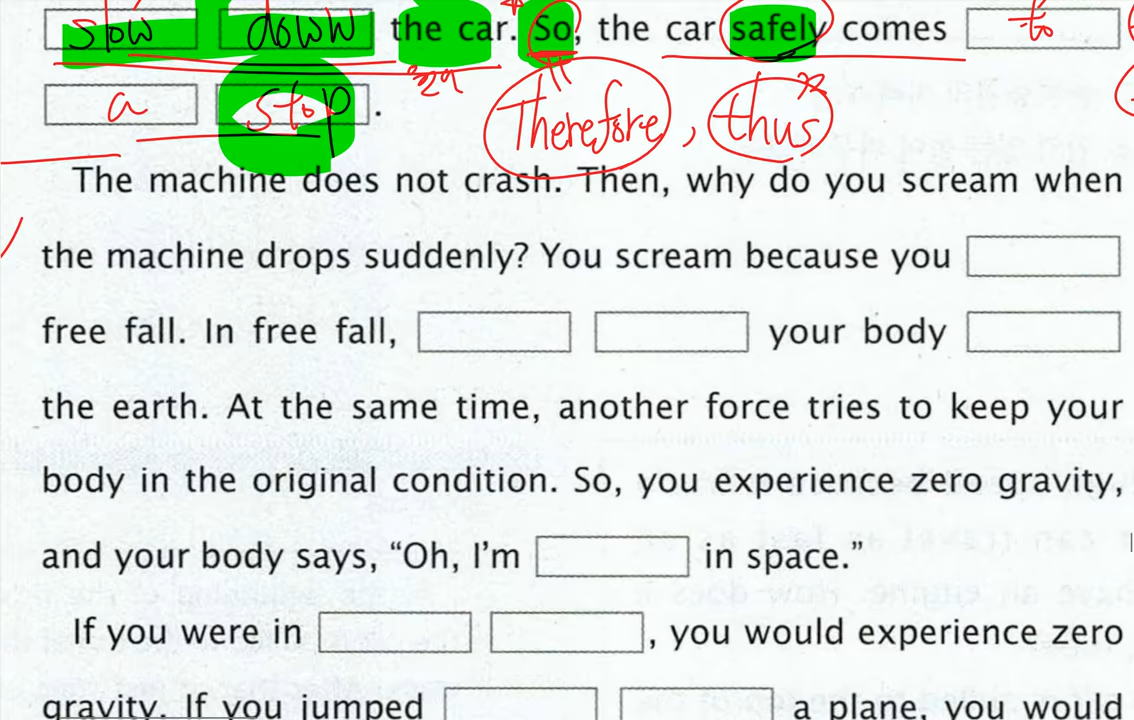 slow down the car. So, the car safely comes to
a stop. Therefore, thus
The machine does not crash. Then, why do you scream when
the machine drops suddenly? You scream because you
free fall. In free fall, your body
the earth. At the same time, another force tries to keep your
body in the original condition. So, you experience zero gravity,
and your body says, “Oh, I’m in space.”
If you were in , you would experience zero
gravity. If you jumped a plane, you would